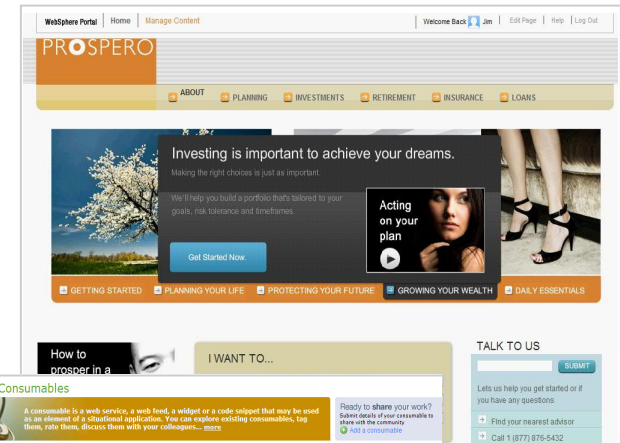 WebSphere Portal Home Manage Content Welcome Back Jim Edit Page Help Log Out
PROSPERO
ABOUT PLANNING INVESTMENTS RETIREMENT INSURANCE LOANS
Investing is important to achieve your dreams.
Making the right choices is just as important.
We'll help you build a portfolio that's tailored to your
goals, risk tolerance and timeframes.
Acting
on your
plan
Get Started Now.
GETTING STARTED PLANNING YOUR LIFE PROTECTING YOUR FUTURE GROWING YOUR WEALTH DAILY ESSENTIALS
How to
prosper in a
I WANT TO...
TALK TO US
SUBMIT
Lets us help you get started or if
you have any questions
Find your nearest advisor
Call 1 (877) 876-5432
Consumables
A consumable is a web service, a web feed, a widget or a code snippet that may be used
as an element of a situational application. You can explore existing consumables, tag
them, rate them, discuss them with your colleagues... more
Ready to share your work?
Submit details of your consumable to
share with the community
Add a consumable